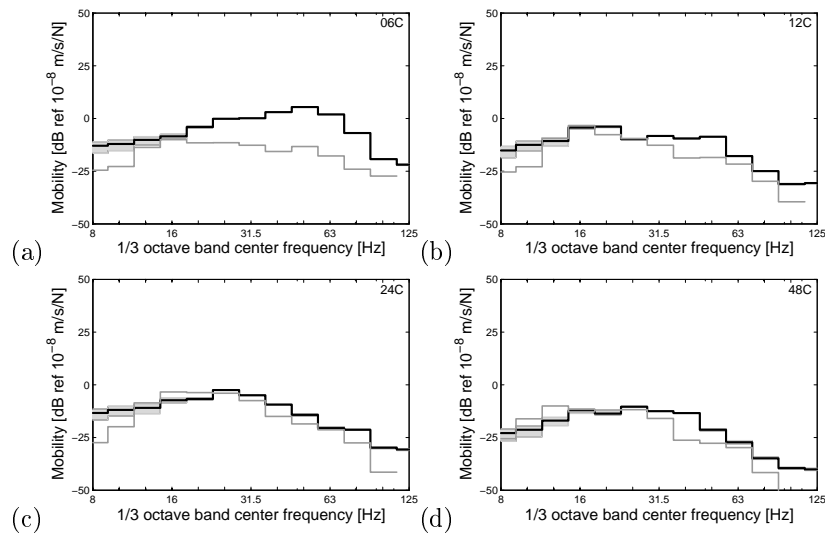 50
25
0
−25
−50
06C
Mobility [dB ref 10⁻⁸ m/s/N]
8 16 31.5 63 125
1/3 octave band center frequency [Hz]
(a)
50
25
0
−25
−50
12C
Mobility [dB ref 10⁻⁸ m/s/N]
8 16 31.5 63 125
1/3 octave band center frequency [Hz]
(b)
50
25
0
−25
−50
24C
Mobility [dB ref 10⁻⁸ m/s/N]
8 16 31.5 63 125
1/3 octave band center frequency [Hz]
(c)
50
25
0
−25
−50
48C
Mobility [dB ref 10⁻⁸ m/s/N]
8 16 31.5 63 125
1/3 octave band center frequency [Hz]
(d)